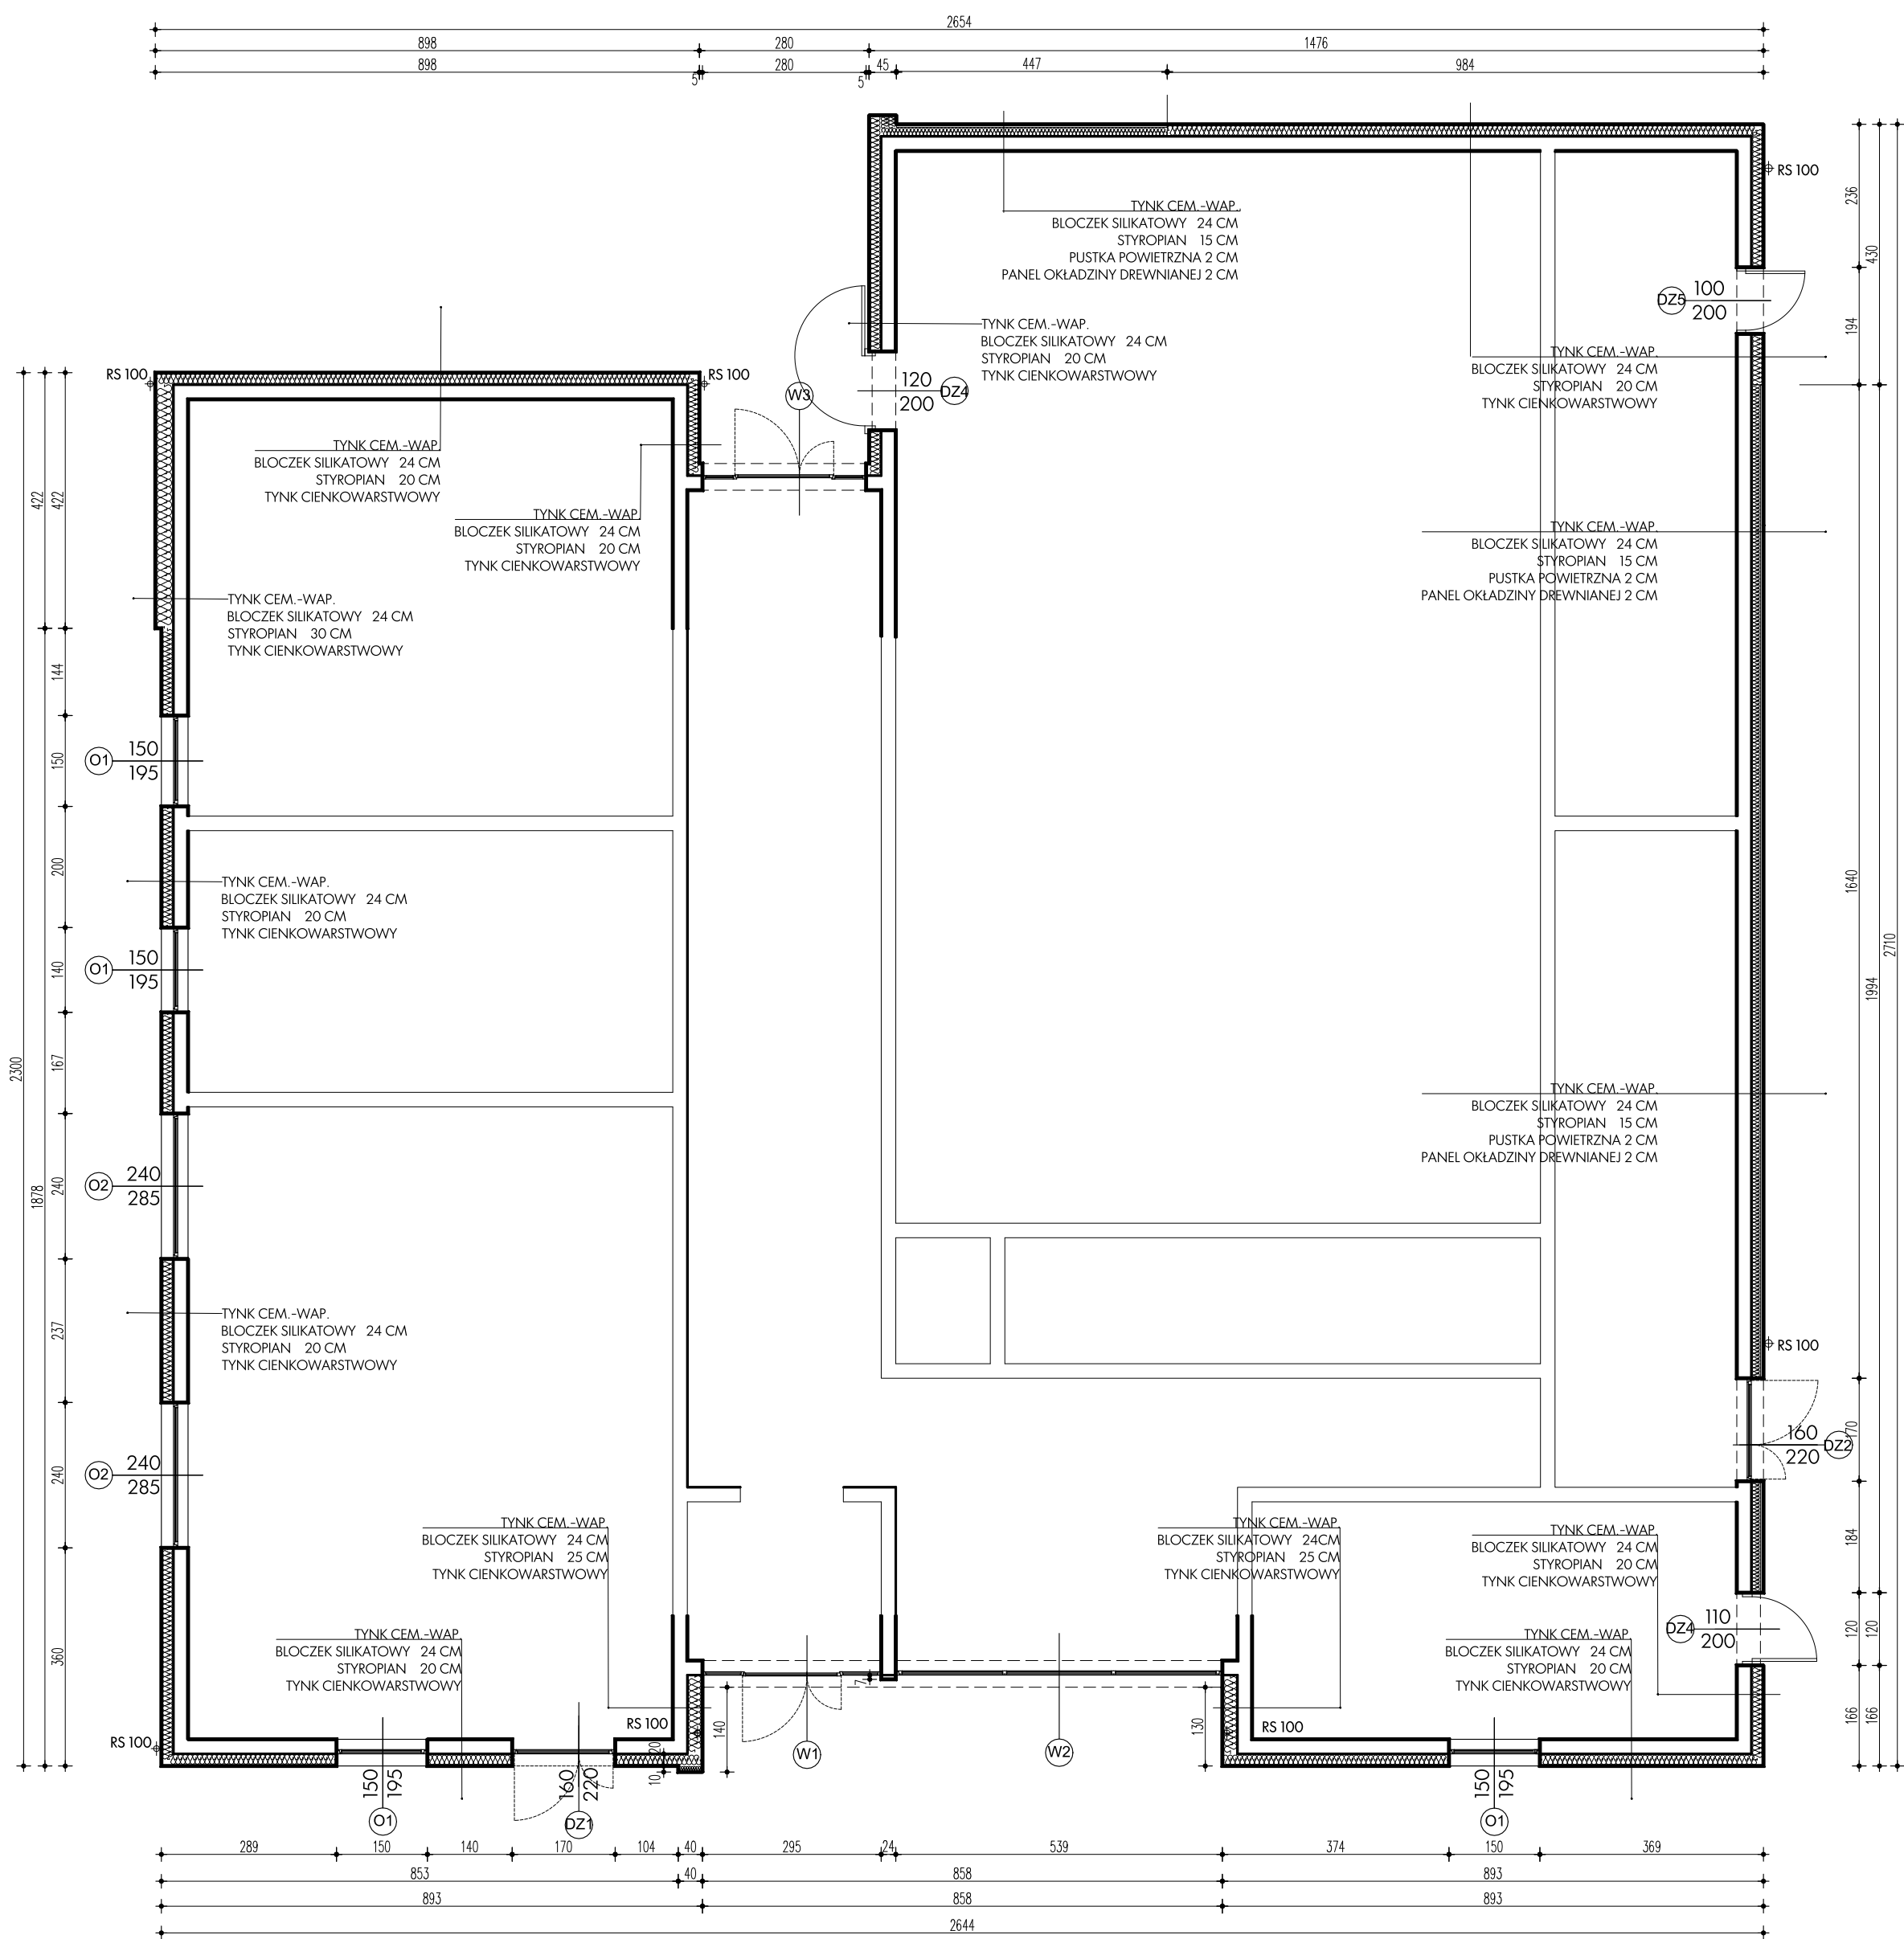 2654
898 280 1476
898 5 280 5 45 447 984
RS 100
TYNK CEM.-WAP.
BLOCZEK SILIKATOWY 24 CM
STYROPIAN 15 CM
PUSTKA POWIETRZNA 2 CM
PANEL OKŁADZINY DREWNIANEJ 2 CM
236
430
DZ5 100
200
194
TYNK CEM.-WAP.
BLOCZEK SILIKATOWY 24 CM
STYROPIAN 20 CM
TYNK CIENKOWARSTWOWY
TYNK CEM.-WAP.
BLOCZEK SILIKATOWY 24 CM
STYROPIAN 20 CM
TYNK CIENKOWARSTWOWY
RS 100
RS 100
W3
120 DZ4
200
TYNK CEM.-WAP.
BLOCZEK SILIKATOWY 24 CM
STYROPIAN 20 CM
TYNK CIENKOWARSTWOWY
422
422
TYNK CEM.-WAP.
BLOCZEK SILIKATOWY 24 CM
STYROPIAN 20 CM
TYNK CIENKOWARSTWOWY
TYNK CEM.-WAP.
BLOCZEK SILIKATOWY 24 CM
STYROPIAN 15 CM
PUSTKA POWIETRZNA 2 CM
PANEL OKŁADZINY DREWNIANEJ 2 CM
TYNK CEM.-WAP.
BLOCZEK SILIKATOWY 24 CM
STYROPIAN 30 CM
TYNK CIENKOWARSTWOWY
144
O1 150
195
150
200
TYNK CEM.-WAP.
BLOCZEK SILIKATOWY 24 CM
STYROPIAN 20 CM
TYNK CIENKOWARSTWOWY
1640
2710
1994
O1 150
195
140
167
2300
1878
TYNK CEM.-WAP.
BLOCZEK SILIKATOWY 24 CM
STYROPIAN 15 CM
PUSTKA POWIETRZNA 2 CM
PANEL OKŁADZINY DREWNIANEJ 2 CM
O2 240
285
240
237
TYNK CEM.-WAP.
BLOCZEK SILIKATOWY 24 CM
STYROPIAN 20 CM
TYNK CIENKOWARSTWOWY
RS 100
160 DZ2
220
170
O2 240
285
240
TYNK CEM.-WAP.
BLOCZEK SILIKATOWY 24 CM
STYROPIAN 25 CM
TYNK CIENKOWARSTWOWY
TYNK CEM.-WAP.
BLOCZEK SILIKATOWY 24CM
STYROPIAN 25 CM
TYNK CIENKOWARSTWOWY
TYNK CEM.-WAP.
BLOCZEK SILIKATOWY 24 CM
STYROPIAN 20 CM
TYNK CIENKOWARSTWOWY
184
360
TYNK CEM.-WAP.
BLOCZEK SILIKATOWY 24 CM
STYROPIAN 20 CM
TYNK CIENKOWARSTWOWY
TYNK CEM.-WAP.
BLOCZEK SILIKATOWY 24 CM
STYROPIAN 20 CM
TYNK CIENKOWARSTWOWY
DZ4 110
200
120
120
7
166
166
RS 100
RS 100
RS 100
140
130
20
10
W1
W2
150
195
O1
160
220
DZ1
150
195
O1
289 150 140 170 104 40 295 24 539 374 150 369
853 40 858 893
893 858 893
2644